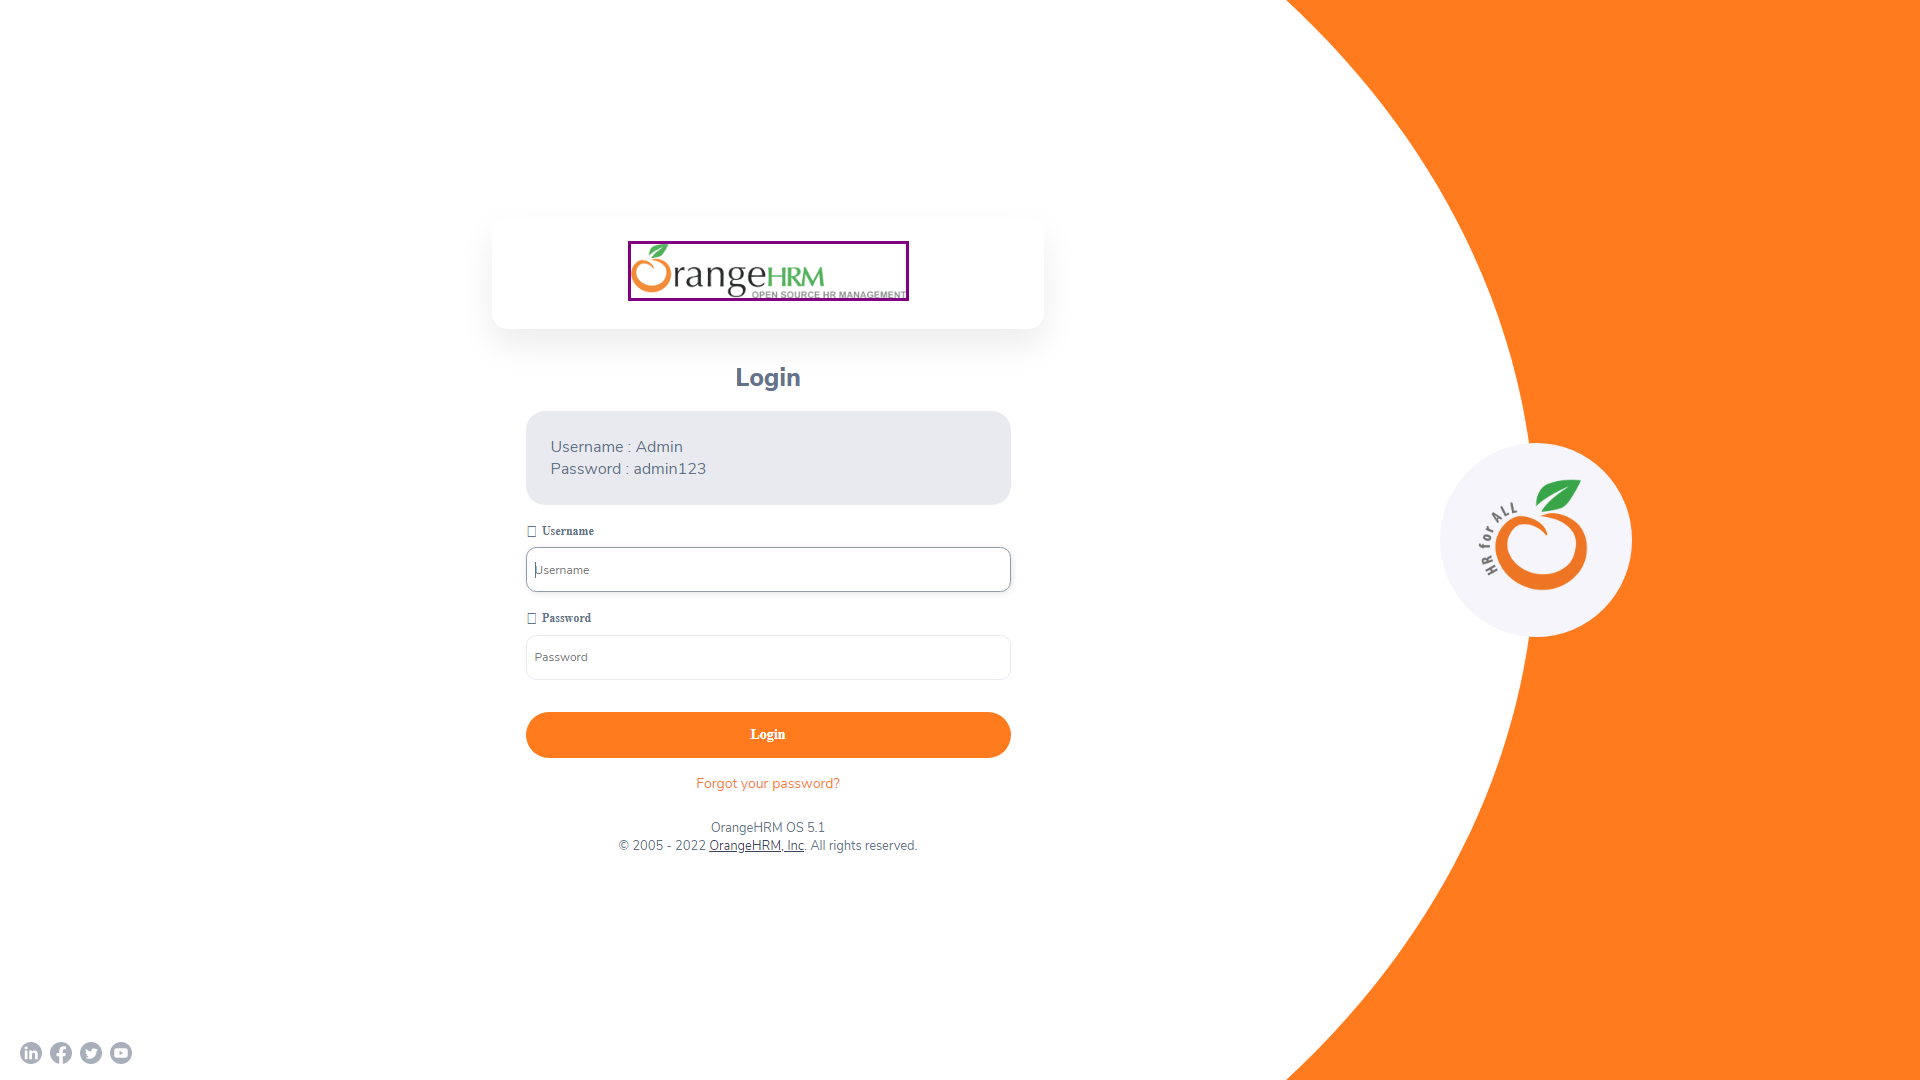 OrangeHRM
OPEN SOURCE HR MANAGEMENT
Login
Username : Admin
Password : admin123
Username
Username
Password
Password
Login
Forgot your password?
OrangeHRM OS 5.1
© 2005 - 2022 OrangeHRM, Inc. All rights reserved.
HR for ALL
in